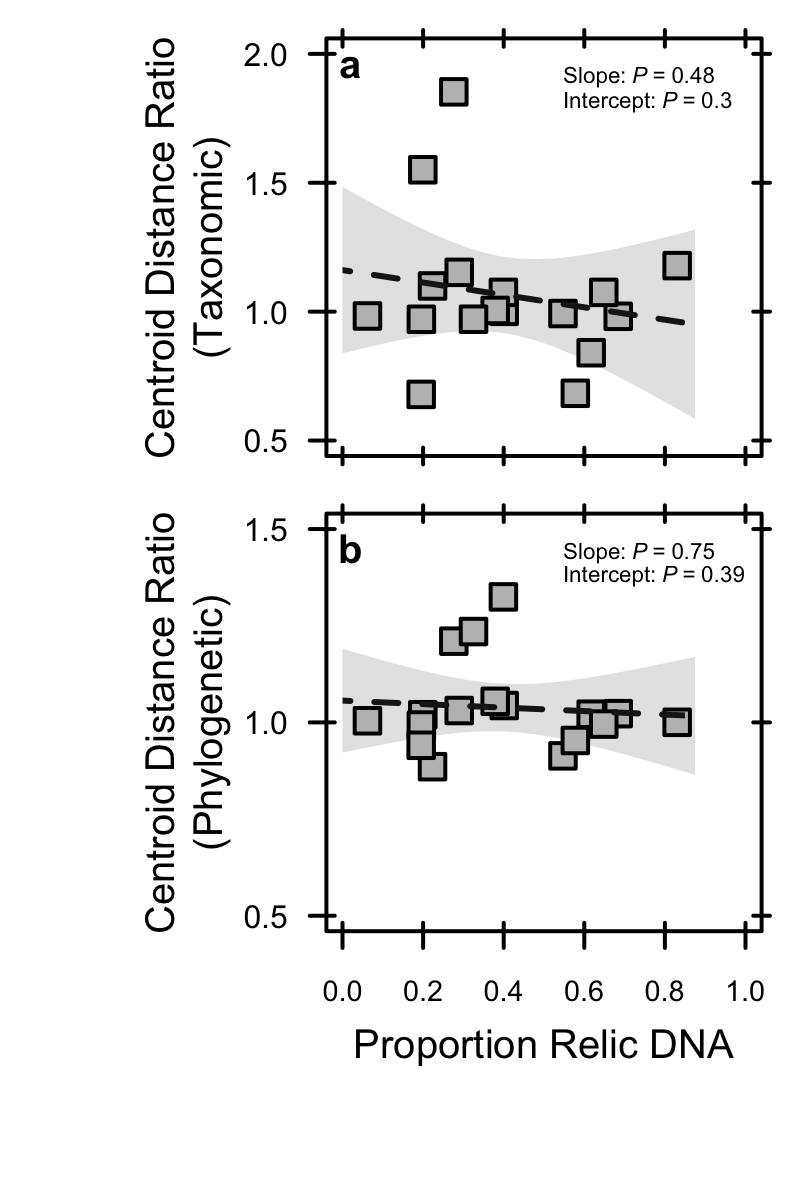 Centroid Distance Ratio
(Taxonomic)
2.0
1.5
1.0
0.5
a
Slope: P = 0.48
Intercept: P = 0.3
Centroid Distance Ratio
(Phylogenetic)
1.5
1.0
0.5
b
Slope: P = 0.75
Intercept: P = 0.39
0.0 0.2 0.4 0.6 0.8 1.0
Proportion Relic DNA